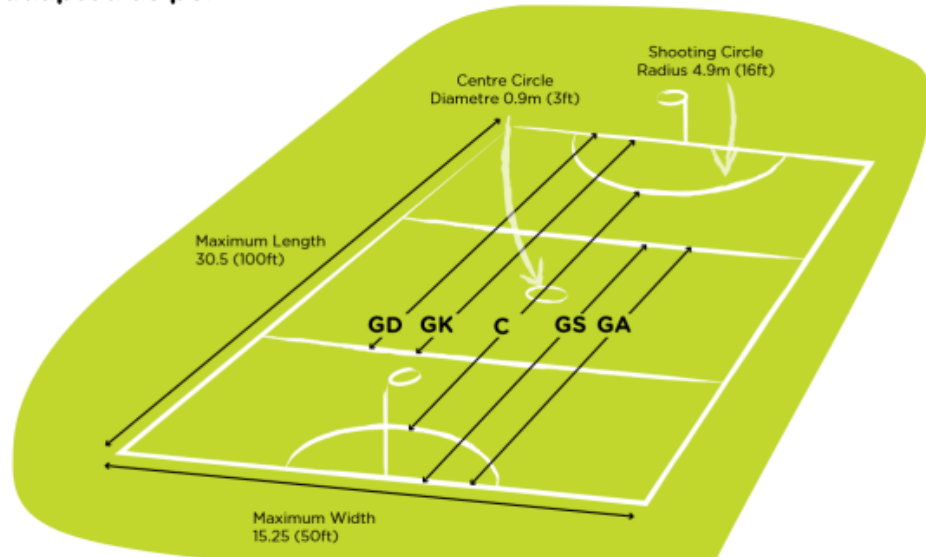 Shooting Circle
Radius 4.9m (16ft)
Centre Circle
Diametre 0.9m (3ft)
Maximum Length
30.5 (100ft)
GD GK C GS GA
Maximum Width
15.25 (50ft)